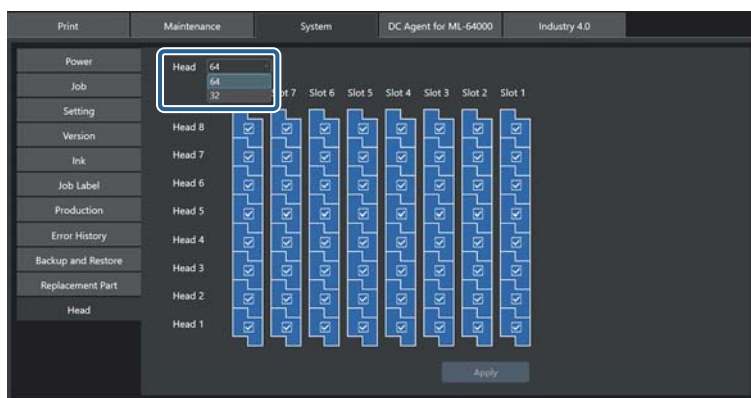 Print Maintenance System DC Agent for ML-64000 Industry 4.0
Power
Job
Setting
Version
Ink
Job Label
Production
Error History
Backup and Restore
Replacement Part
Head
Head 64
64
32
Slot 7 Slot 6 Slot 5 Slot 4 Slot 3 Slot 2 Slot 1
Head 8
Head 7
Head 6
Head 5
Head 4
Head 3
Head 2
Head 1
Apply